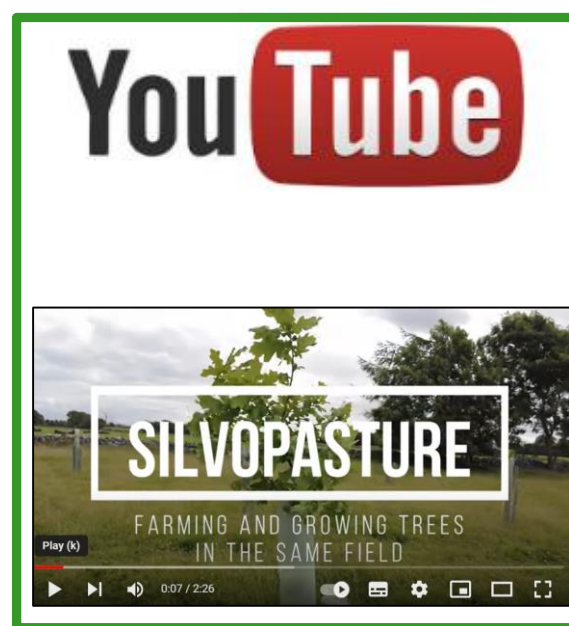 YouTube
SILVOPASTURE
FARMING AND GROWING TREES
IN THE SAME FIELD
Play (k)
0:07 / 2:26